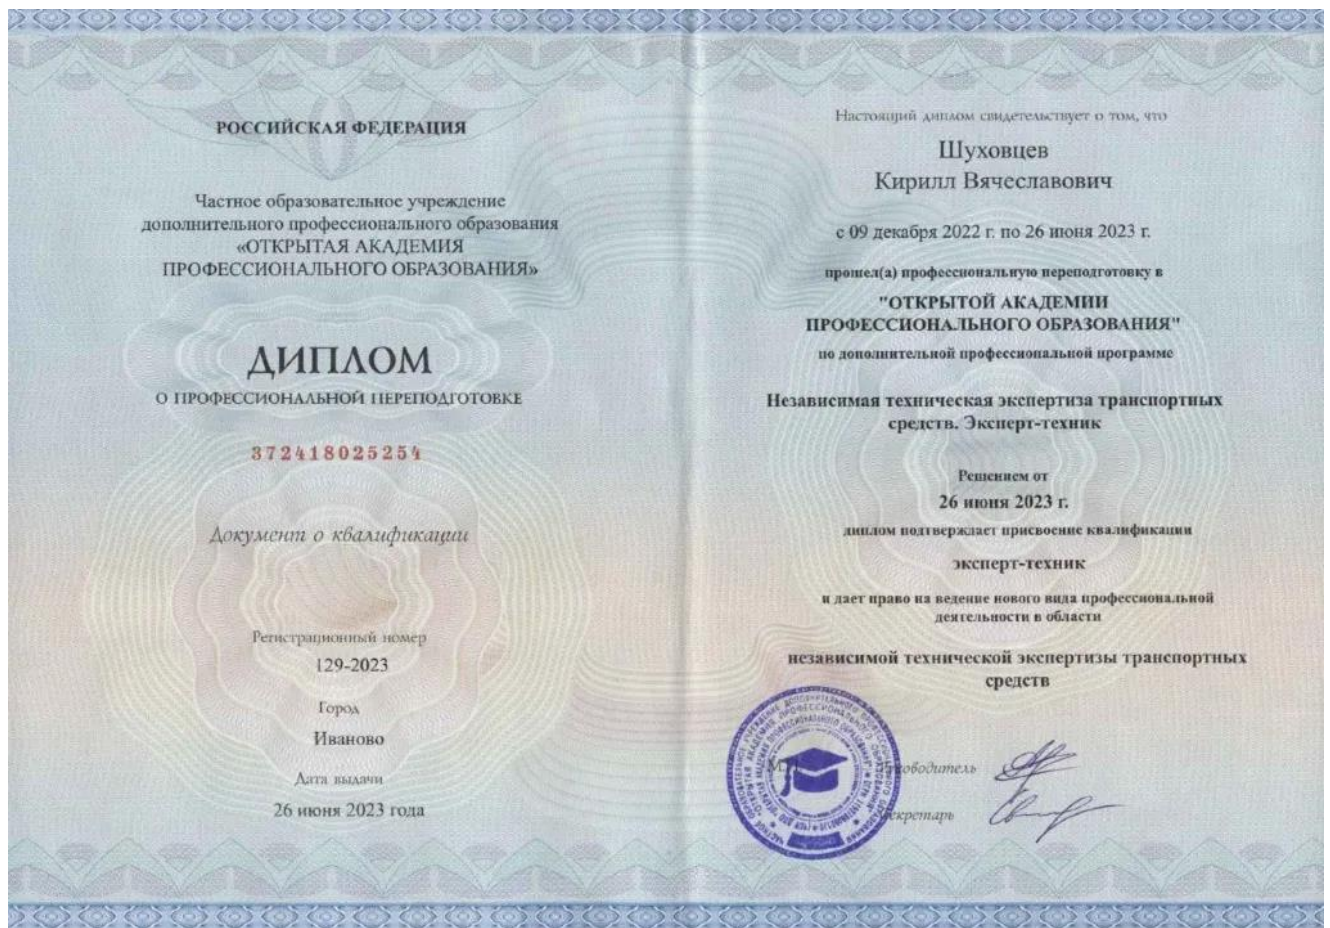 РОССИЙСКАЯ ФЕДЕРАЦИЯ
Частное образовательное учреждение
дополнительного профессионального образования
«ОТКРЫТАЯ АКАДЕМИЯ
ПРОФЕССИОНАЛЬНОГО ОБРАЗОВАНИЯ»
ДИПЛОМ
О ПРОФЕССИОНАЛЬНОЙ ПЕРЕПОДГОТОВКЕ
372418025254
Документ о квалификации
Регистрационный номер
129-2023
Город
Иваново
Дата выдачи
26 июня 2023 года
Настоящий диплом свидетельствует о том, что
Шуховцев
Кирилл Вячеславович
с 09 декабря 2022 г. по 26 июня 2023 г.
прошел(а) профессиональную переподготовку в
"ОТКРЫТОЙ АКАДЕМИИ
ПРОФЕССИОНАЛЬНОГО ОБРАЗОВАНИЯ"
по дополнительной профессиональной программе
Независимая техническая экспертиза транспортных
средств. Эксперт-техник
Решением от
26 июня 2023 г.
диплом подтверждает присвоение квалификации
эксперт-техник
и дает право на ведение нового вида профессиональной
деятельности в области
независимой технической экспертизы транспортных
средств
М.П.
Руководитель
Секретарь